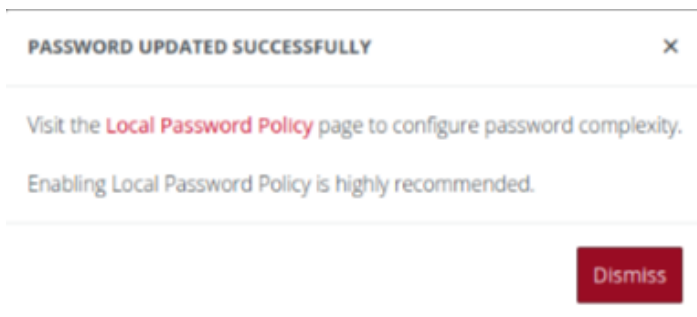 PASSWORD UPDATED SUCCESSFULLY ×
Visit the Local Password Policy page to configure password complexity.
Enabling Local Password Policy is highly recommended.
Dismiss